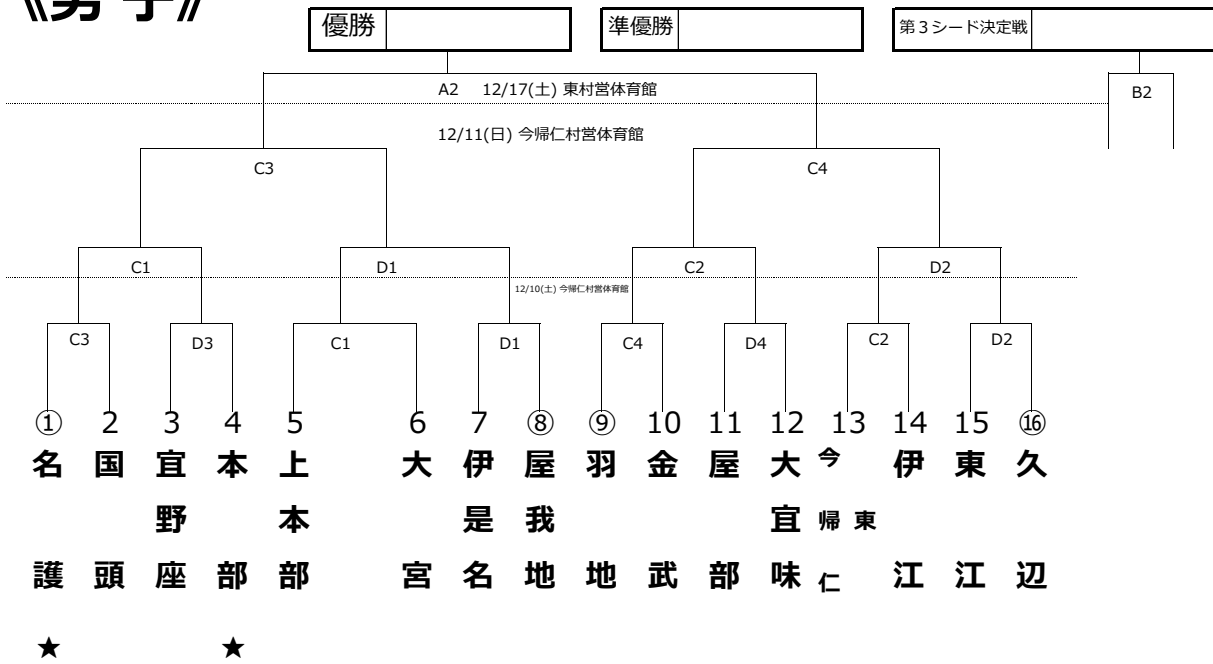 《男 子》
優勝
準優勝
第３シード決定戦
A2 12/17(土) 東村営体育館
B2
12/11(日) 今帰仁村営体育館
C3 C4
C1 D1 C2 D2
12/10(土) 今帰仁村営体育館
C3 D3 C1 D1 C4 D4 C2 D2
① 2 3 4 5 6 7 ⑧ ⑨ 10 11 12 13 14 15 ⑯
名護
国頭
宜野座
本部
上本部
大宮
伊是名
屋我地
羽地
金武
屋部
大宜味
今帰仁
東
伊江
東江
久辺
★ ★